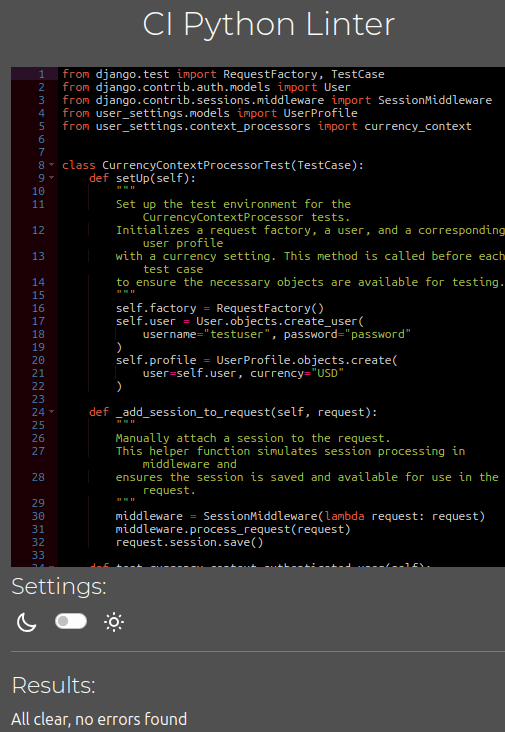 CI Python Linter
1 from django.test import RequestFactory, TestCase
2 from django.contrib.auth.models import User
3 from django.contrib.sessions.middleware import SessionMiddleware
4 from user_settings.models import UserProfile
5 from user_settings.context_processors import currency_context
6
7
8 class CurrencyContextProcessorTest(TestCase):
9 def setUp(self):
10 """
11 Set up the test environment for the
CurrencyContextProcessor tests.
12 Initializes a request factory, a user, and a corresponding
user profile
13 with a currency setting. This method is called before each
test case
14 to ensure the necessary objects are available for testing.
15 """
16 self.factory = RequestFactory()
17 self.user = User.objects.create_user(
18 username="testuser", password="password"
19 )
20 self.profile = UserProfile.objects.create(
21 user=self.user, currency="USD"
22 )
23
24 def _add_session_to_request(self, request):
25 """
26 Manually attach a session to the request.
27 This helper function simulates session processing in
middleware and
28 ensures the session is saved and available for use in the
request.
29 """
30 middleware = SessionMiddleware(lambda request: request)
31 middleware.process_request(request)
32 request.session.save()
33
34 def test_currency_context_authenticated_user(self):
Settings:
Results:
All clear, no errors found